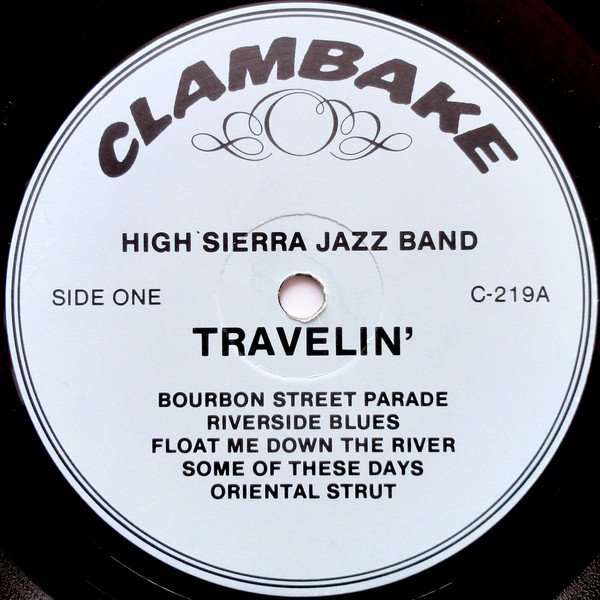 CLAMBAKE
HIGH SIERRA JAZZ BAND
SIDE ONE
C-219A
TRAVELIN'
BOURBON STREET PARADE
RIVERSIDE BLUES
FLOAT ME DOWN THE RIVER
SOME OF THESE DAYS
ORIENTAL STRUT